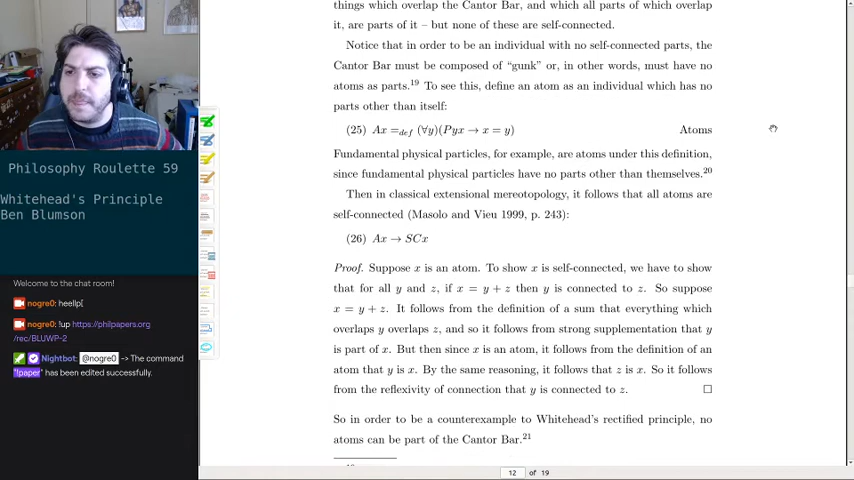 things which overlap the Cantor Bar, and which all parts of which overlap
it, are parts of it – but none of these are self-connected.
Notice that in order to be an individual with no self-connected parts, the
Cantor Bar must be composed of “gunk” or, in other words, must have no
atoms as parts.19 To see this, define an atom as an individual which has no
parts other than itself:
(25) Ax =def (∀y)(Pyx → x = y) Atoms
Fundamental physical particles, for example, are atoms under this definition,
since fundamental physical particles have no parts other than themselves.20
Then in classical extensional mereotopology, it follows that all atoms are
self-connected (Masolo and Vieu 1999, p. 243):
(26) Ax → SCx
Proof. Suppose x is an atom. To show x is self-connected, we have to show
that for all y and z, if x = y + z then y is connected to z. So suppose
x = y + z. It follows from the definition of a sum that everything which
overlaps y overlaps z, and so it follows from strong supplementation that y
is part of x. But then since x is an atom, it follows from the definition of an
atom that y is x. By the same reasoning, it follows that z is x. So it follows
from the reflexivity of connection that y is connected to z. □
So in order to be a counterexample to Whitehead’s rectified principle, no
atoms can be part of the Cantor Bar.21
12 of 19
Philosophy Roulette 59
Whitehead's Principle
Ben Blumson
Welcome to the chat room!
nogre0: heellp[
nogre0: !up https://philpapers.org
/rec/BLUWP-2
Nightbot: @nogre0 -> The command
"!paper" has been edited successfully.